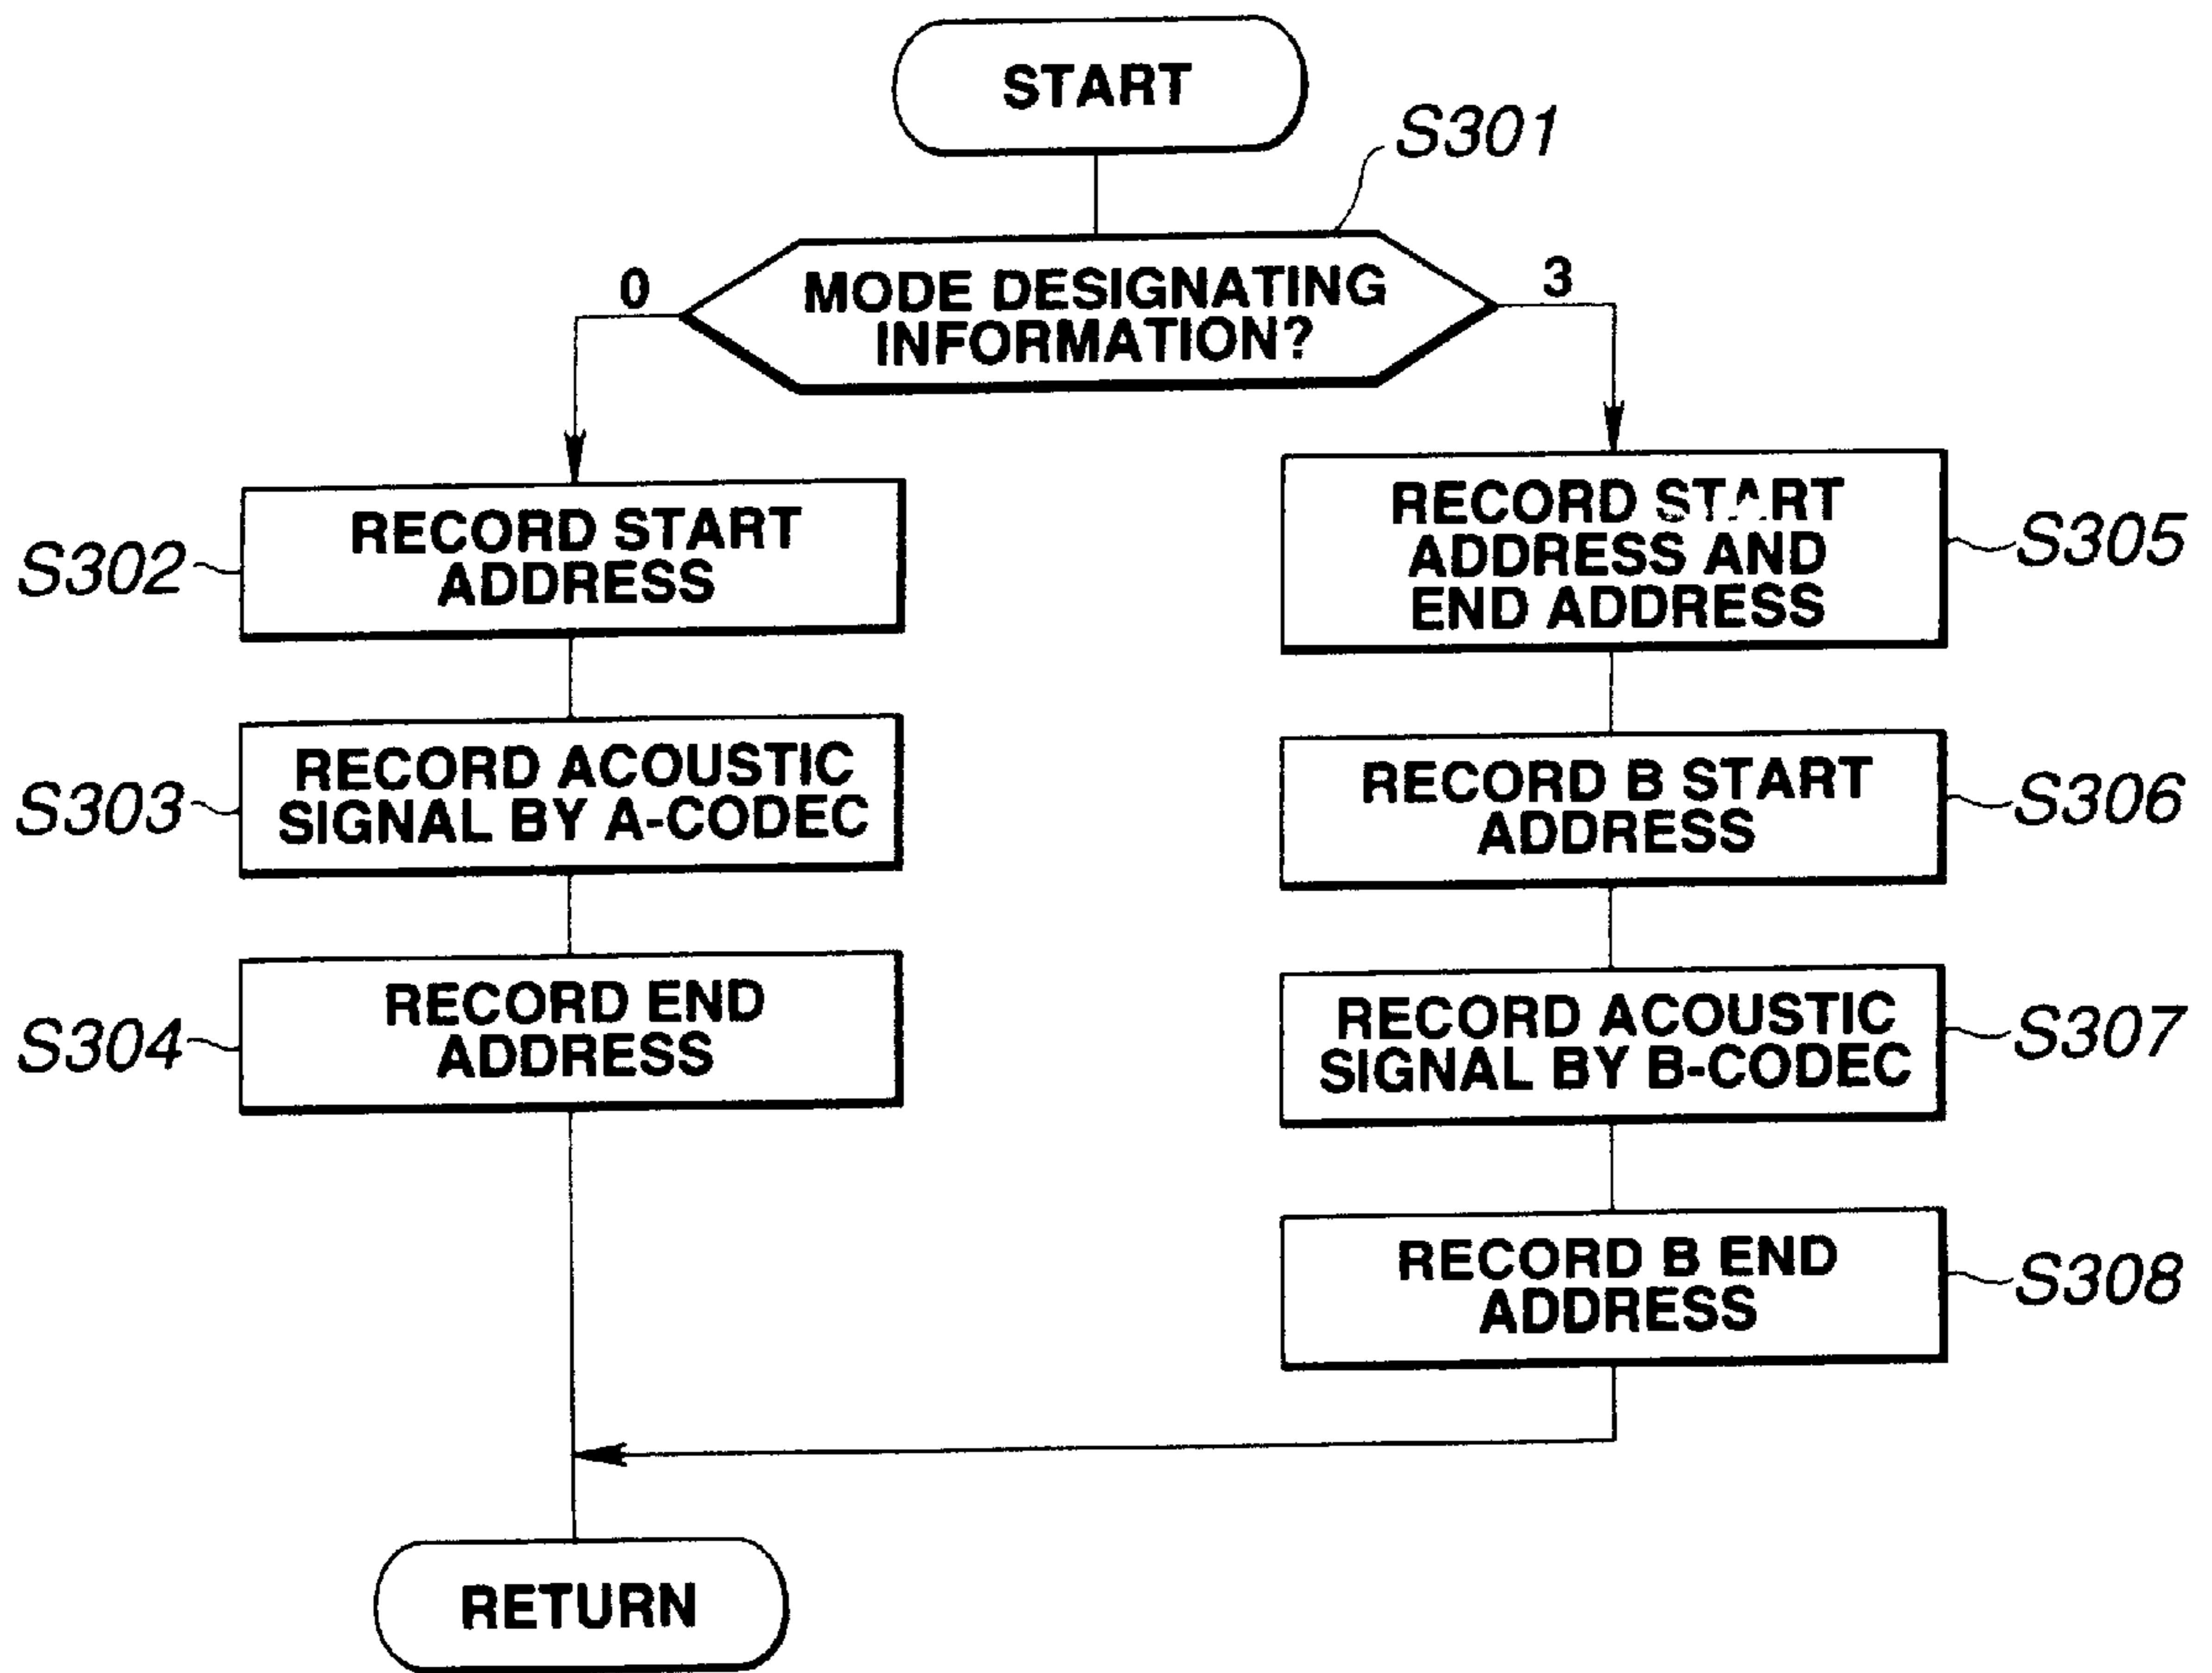 START
S301
0
MODE DESIGNATING
INFORMATION?
3
S302
RECORD START
ADDRESS
S303
RECORD ACOUSTIC
SIGNAL BY A-CODEC
S304
RECORD END
ADDRESS
RECORD START
ADDRESS AND
END ADDRESS
S305
RECORD B START
ADDRESS
S306
RECORD ACOUSTIC
SIGNAL BY B-CODEC
S307
RECORD B END
ADDRESS
S308
RETURN